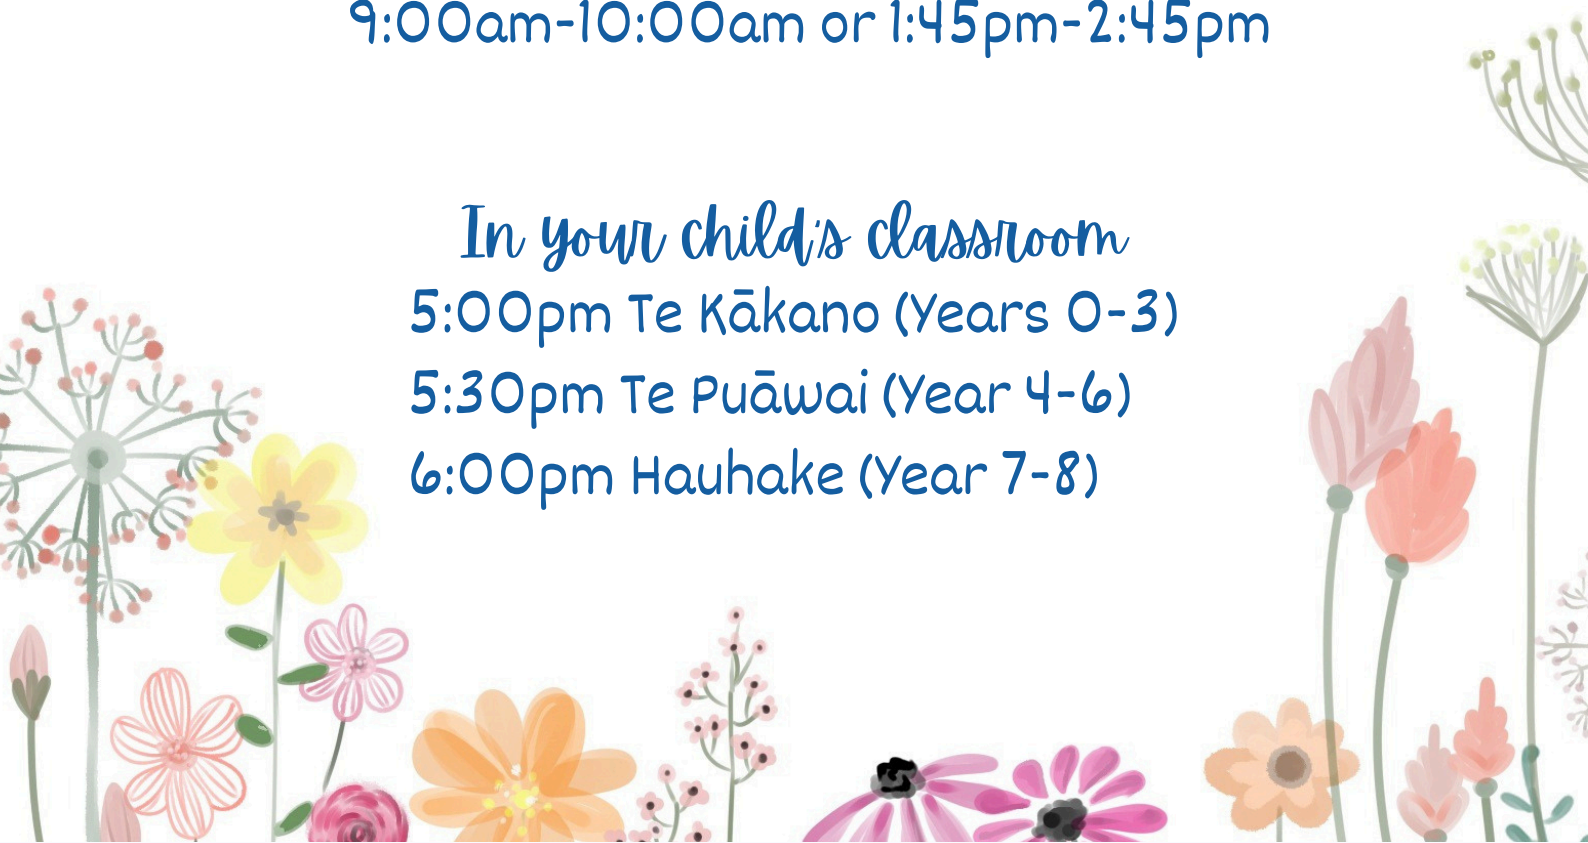 9:00am-10:00am or 1:45pm-2:45pm
In your child's classroom
5:00pm Te Kākano (Years 0-3)
5:30pm Te Puāwai (Year 4-6)
6:00pm Hauhake (Year 7-8)